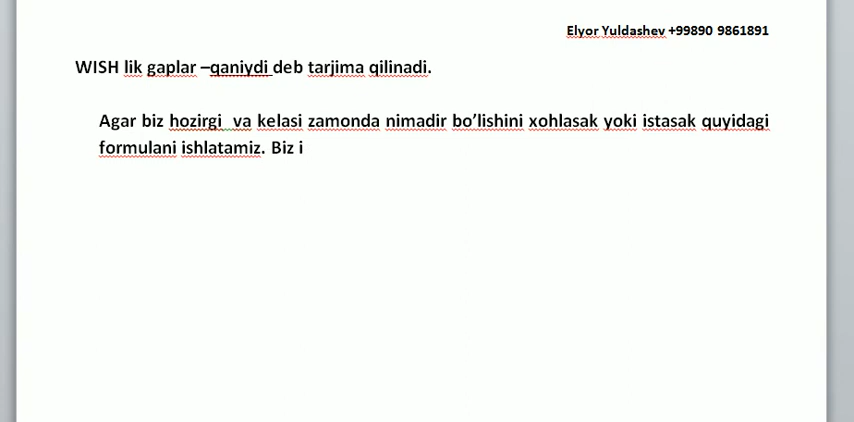 Elyor Yuldashev +99890 9861891
WISH lik gaplar –qaniydi deb tarjima qilinadi.
Agar biz hozirgi va kelasi zamonda nimadir bo’lishini xohlasak yoki istasak quyidagi
formulani ishlatamiz. Biz i